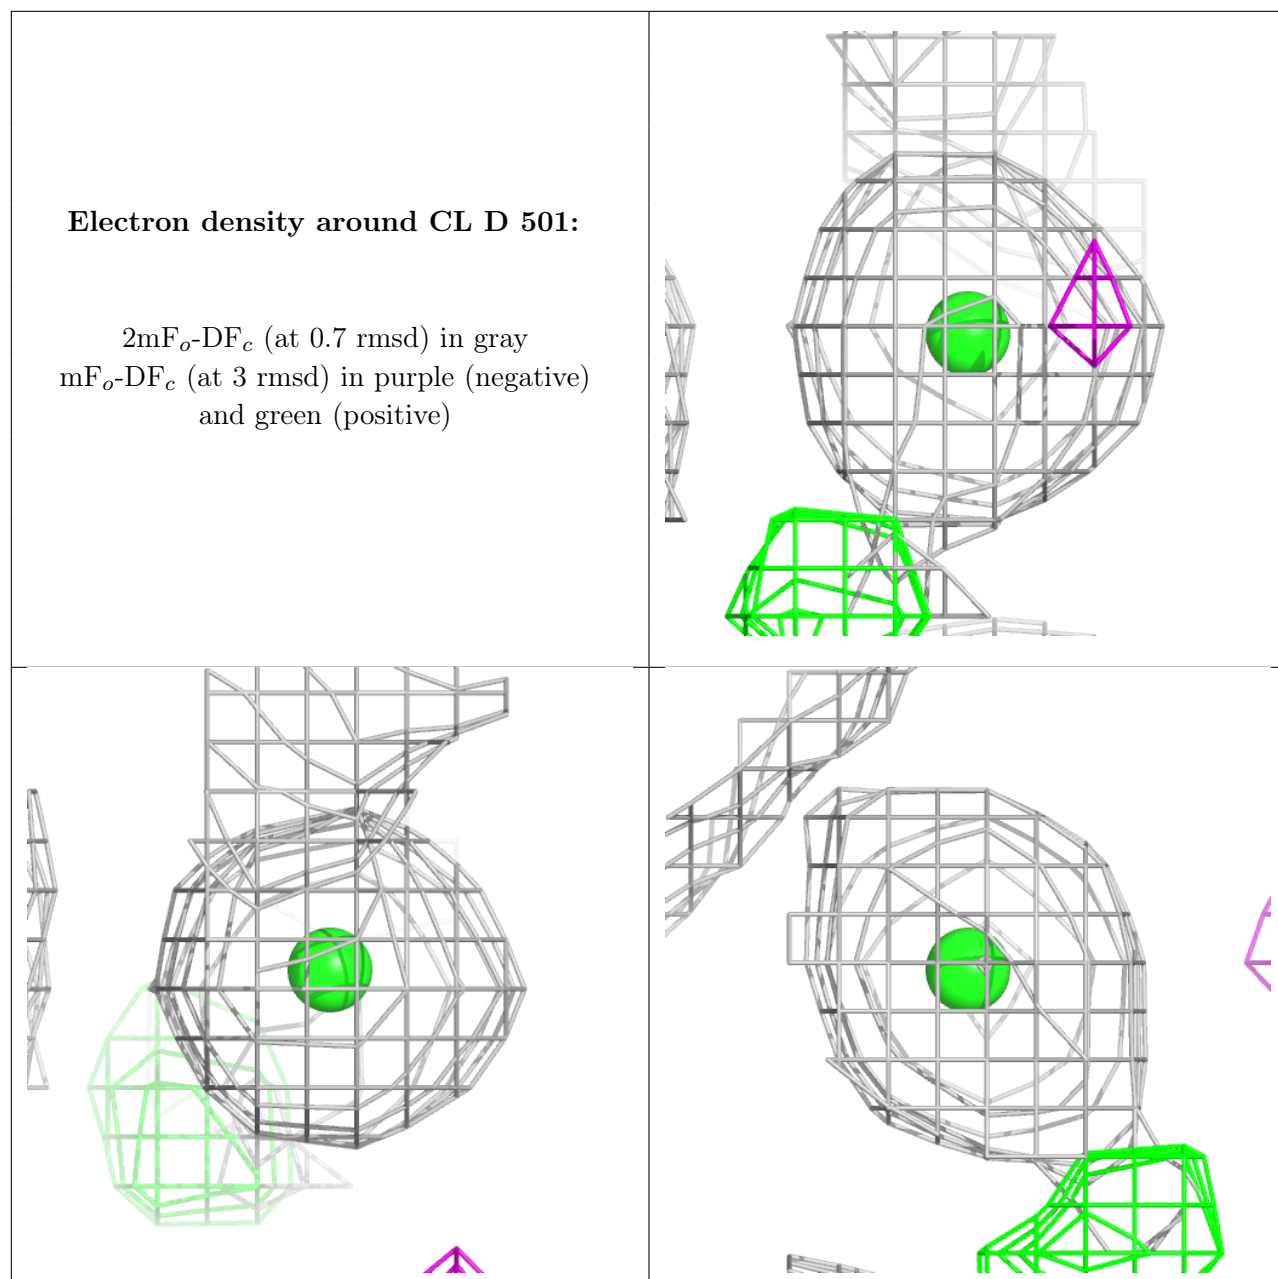 Electron density around CL D 501:
2mFo-DFc (at 0.7 rmsd) in gray
mFo-DFc (at 3 rmsd) in purple (negative)
and green (positive)